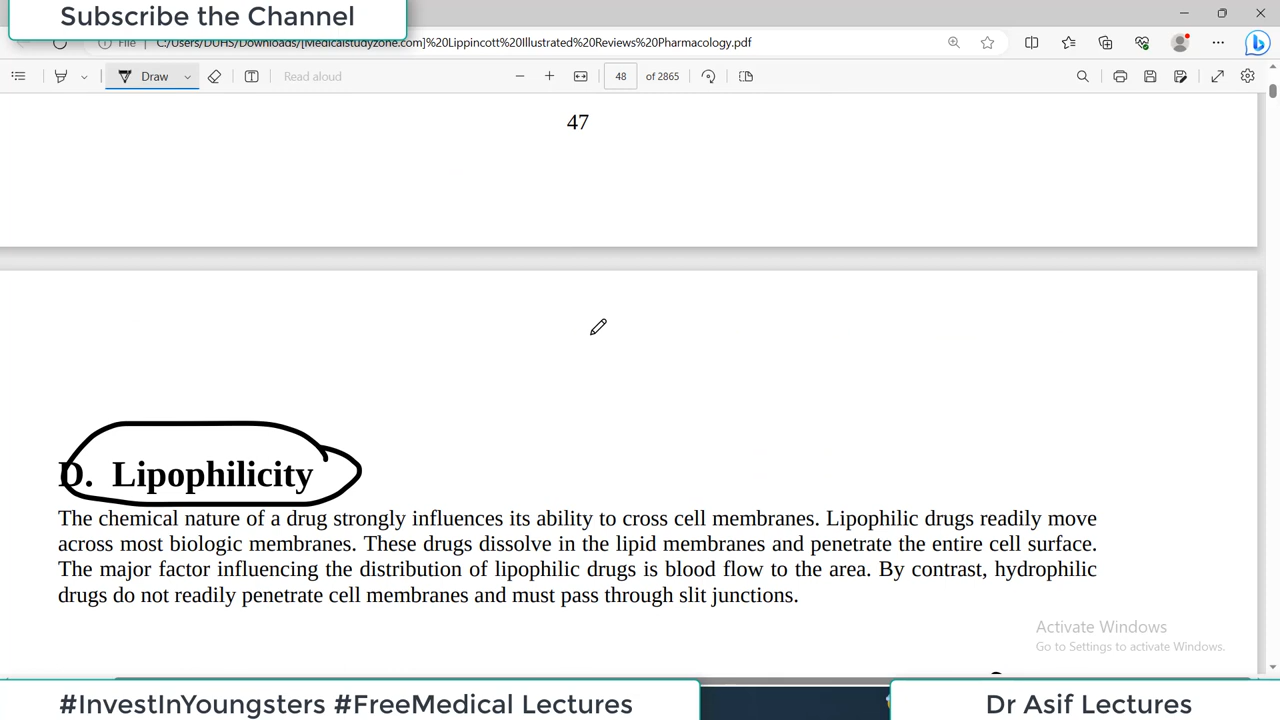 Subscribe the Channel
File
C:/Users/DUHS/Downloads/[Medicalstudyzone.com]%20Lippincott%20Illustrated%20Reviews%20Pharmacology.pdf
Draw
Read aloud
48 of 2865
47
D. Lipophilicity
The chemical nature of a drug strongly influences its ability to cross cell membranes. Lipophilic drugs readily move
across most biologic membranes. These drugs dissolve in the lipid membranes and penetrate the entire cell surface.
The major factor influencing the distribution of lipophilic drugs is blood flow to the area. By contrast, hydrophilic
drugs do not readily penetrate cell membranes and must pass through slit junctions.
Activate Windows
Go to Settings to activate Windows.
#InvestInYoungsters #FreeMedical Lectures
Dr Asif Lectures